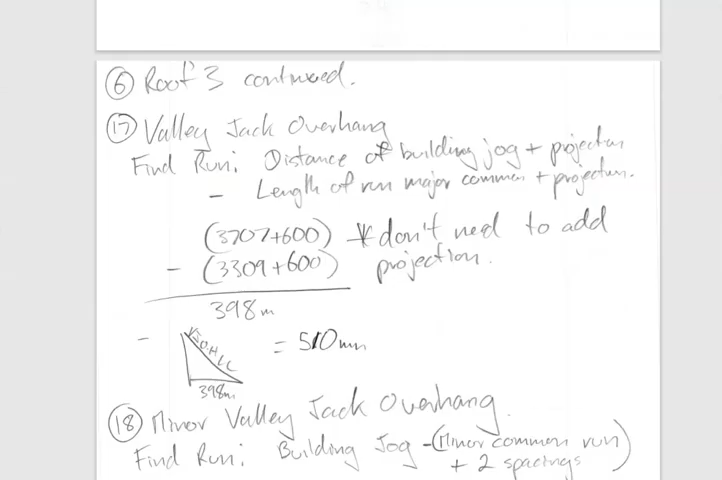 ⑥ Roof 3 continued.
⑰ Valley Jack Overhang
Find Run: Distance of building jog + projection
- Length of run major common + projection.
(3707+600) * don't need to add
- (3309+600) projection.
398m
- VJO.H LL = 510mm
398m
⑱ Minor Valley Jack Overhang.
Find Run: Building Jog - (Minor common run
+ 2 spacings)